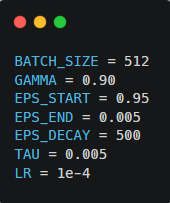 BATCH_SIZE = 512
GAMMA = 0.90
EPS_START = 0.95
EPS_END = 0.005
EPS_DECAY = 500
TAU = 0.005
LR = 1e-4